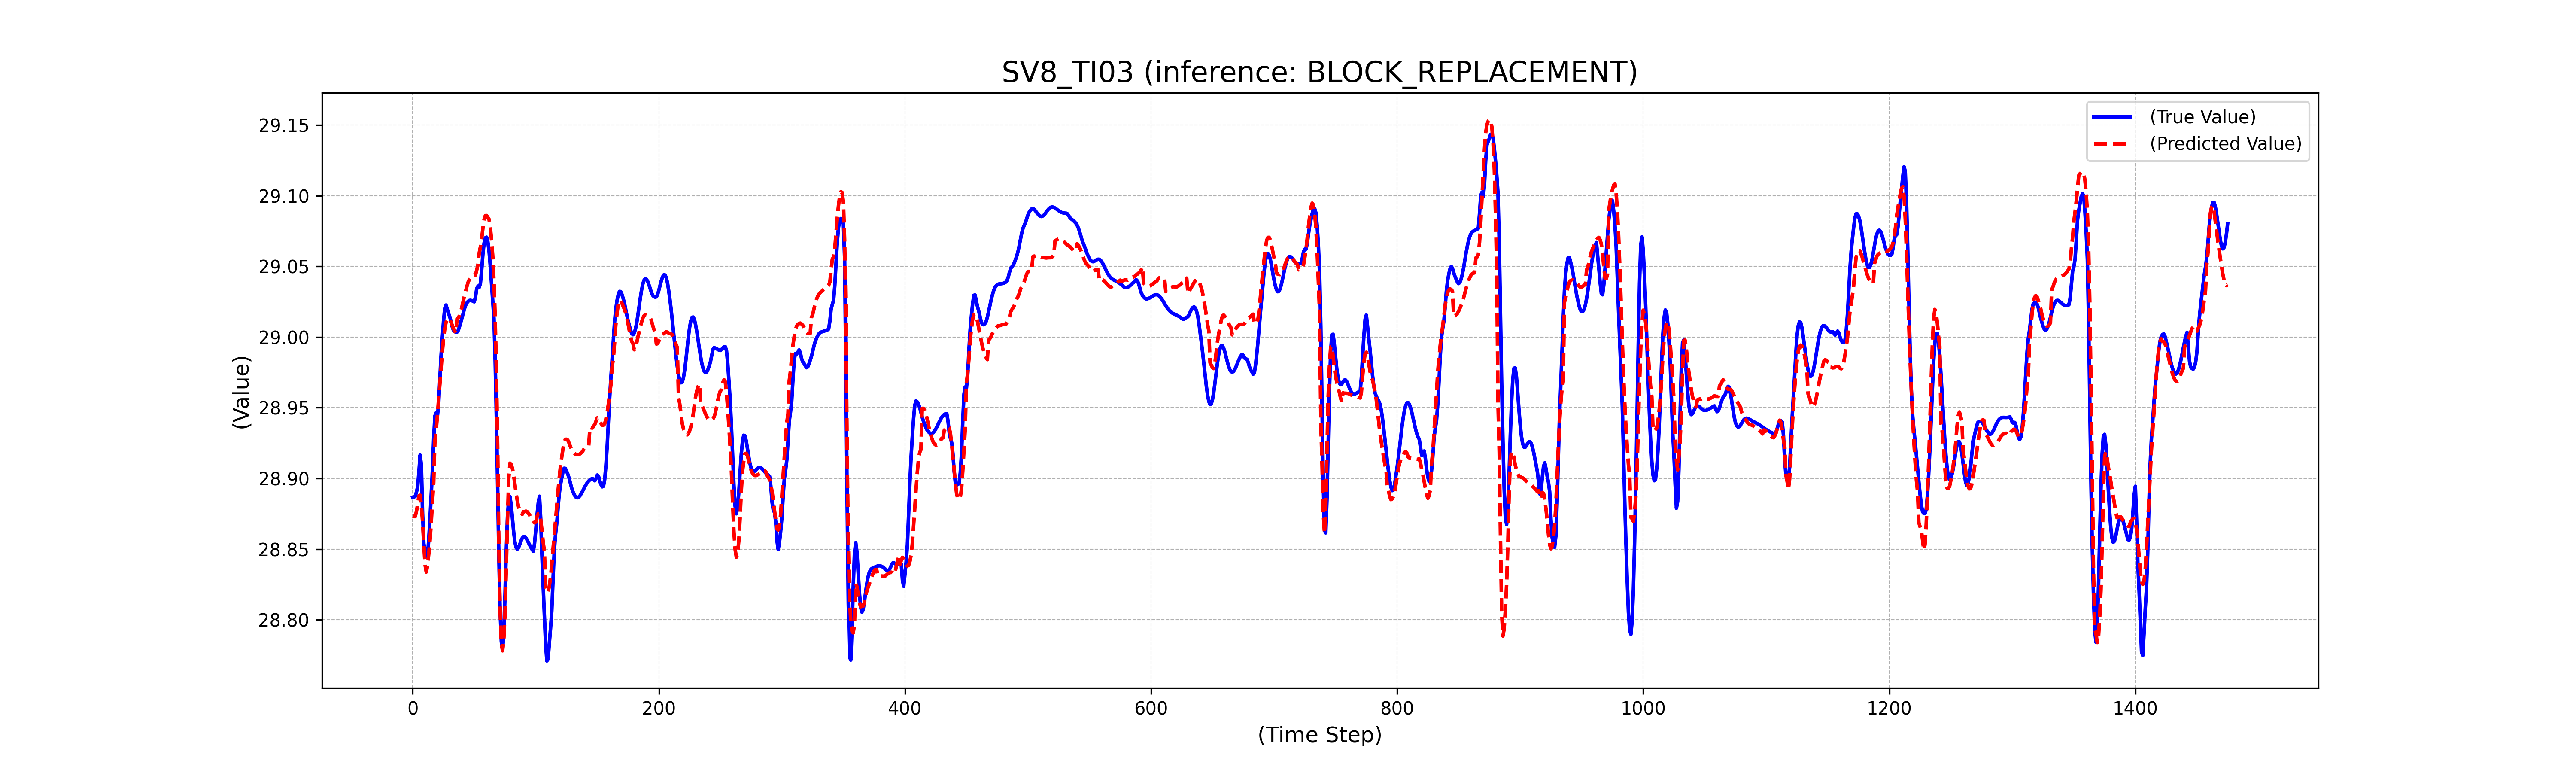 SV8_TI03 (inference: BLOCK_REPLACEMENT)
(True Value)
(Predicted Value)
29.15
29.10
29.05
29.00
28.95
28.90
28.85
28.80
(Value)
0 200 400 600 800 1000 1200 1400
(Time Step)